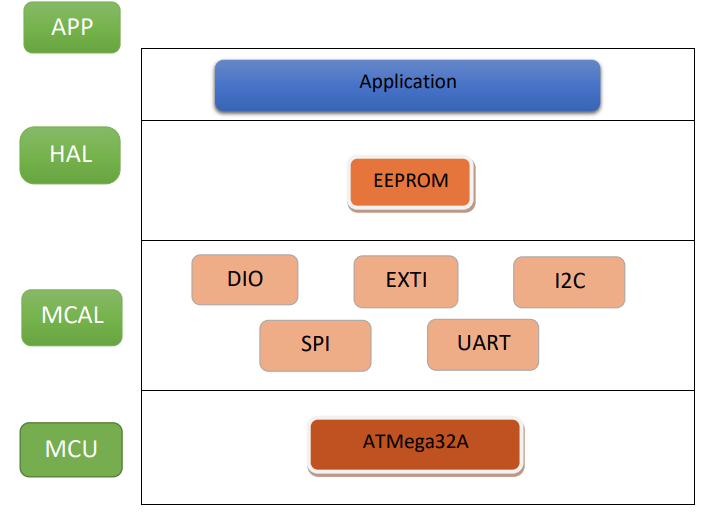 APP
Application
HAL
EEPROM
MCAL
DIO EXTI I2C
SPI UART
MCU
ATMega32A